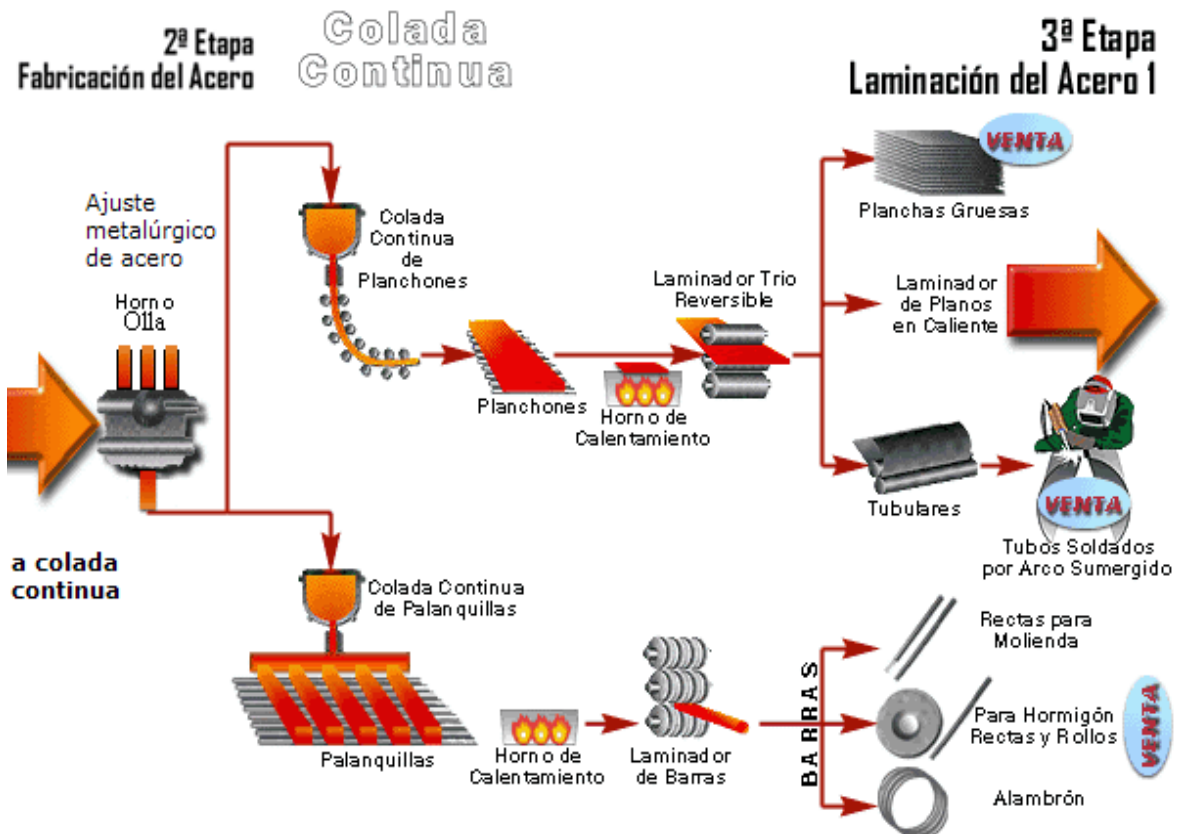 2ª Etapa
Fabricación del Acero
Colada
Continua
3ª Etapa
Laminación del Acero 1
Ajuste
metalúrgico
de acero
Horno
Olla
a colada
continua
Colada
Continua
de
Planchones
Planchones
Horno de
Calentamiento
Laminador Trio
Reversible
VENTA
Planchas Gruesas
Laminador
de Planos
en Caliente
Tubulares
VENTA
Tubos Soldados
por Arco Sumergido
Colada Continua
de Palanquillas
Palanquillas
Horno de
Calentamiento
Laminador
de Barras
BARRAS
Rectas para
Molienda
Para Hormigón
Rectas y Rollos
VENTA
Alambrón